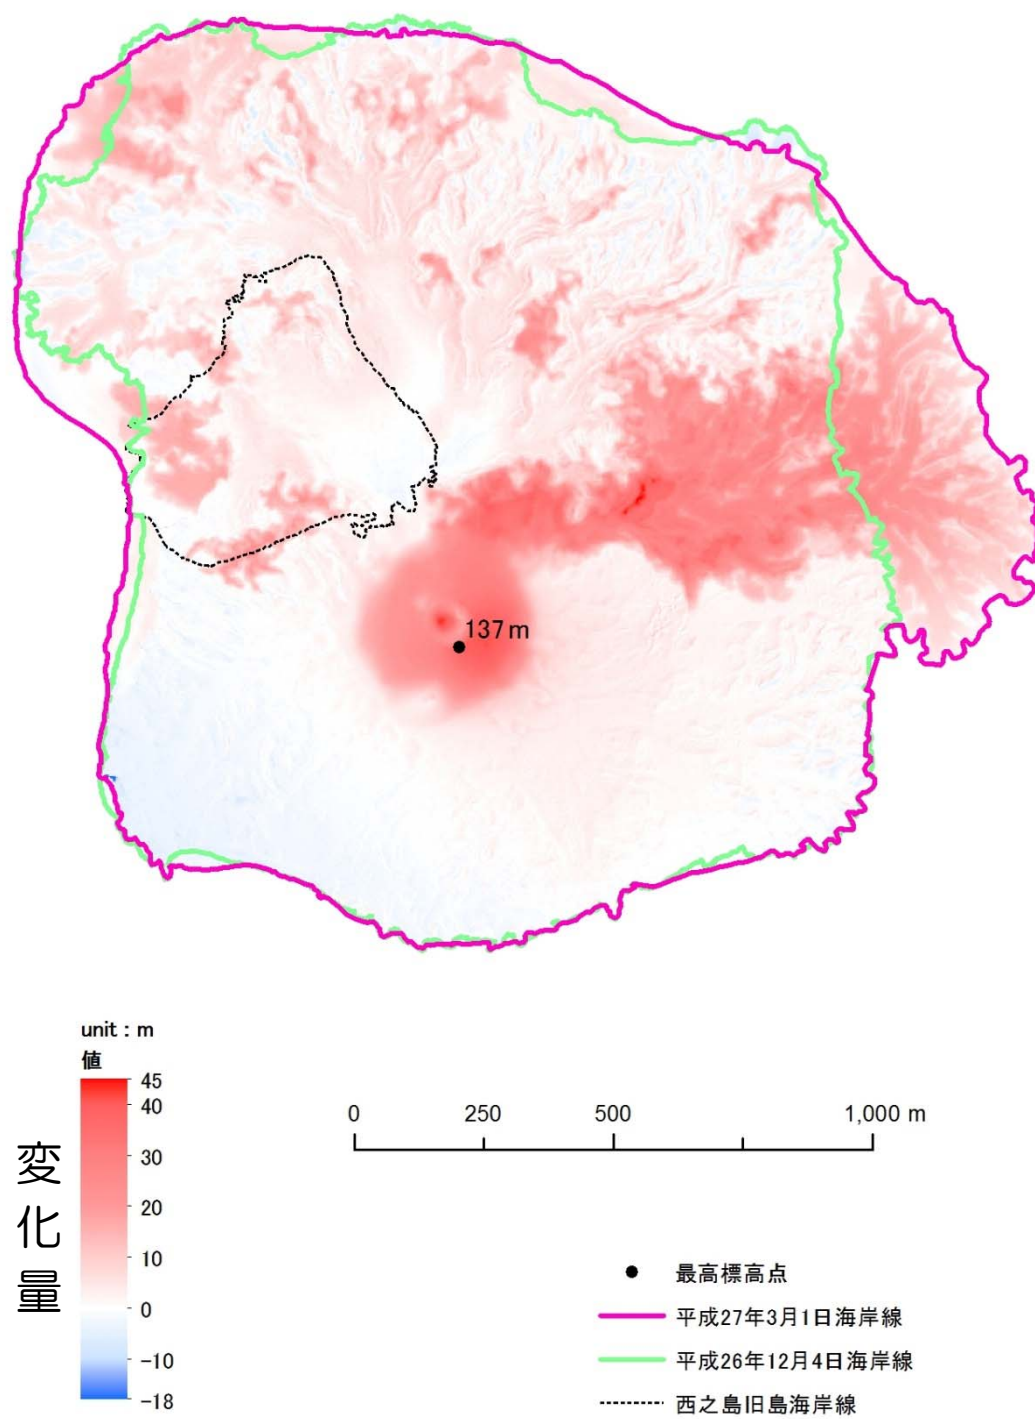 137m
unit：m
値
45
40
30
20
10
0
-10
-18
変化量
0 250 500 1,000 m
最高標高点
平成27年3月1日海岸線
平成26年12月4日海岸線
西之島旧島海岸線